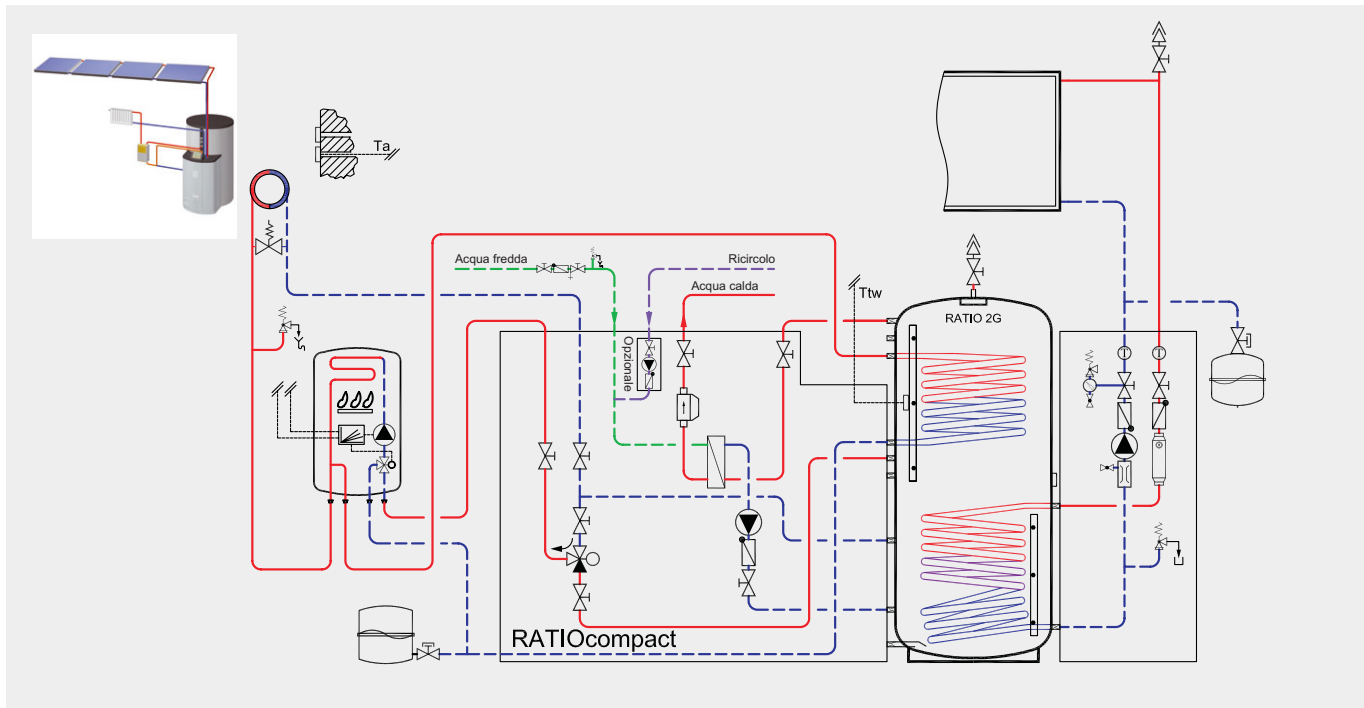 Ta
Acqua fredda
Ricircolo
Acqua calda
Ttw
RATIO 2G
Opzionale
T
T
RATIOcompact